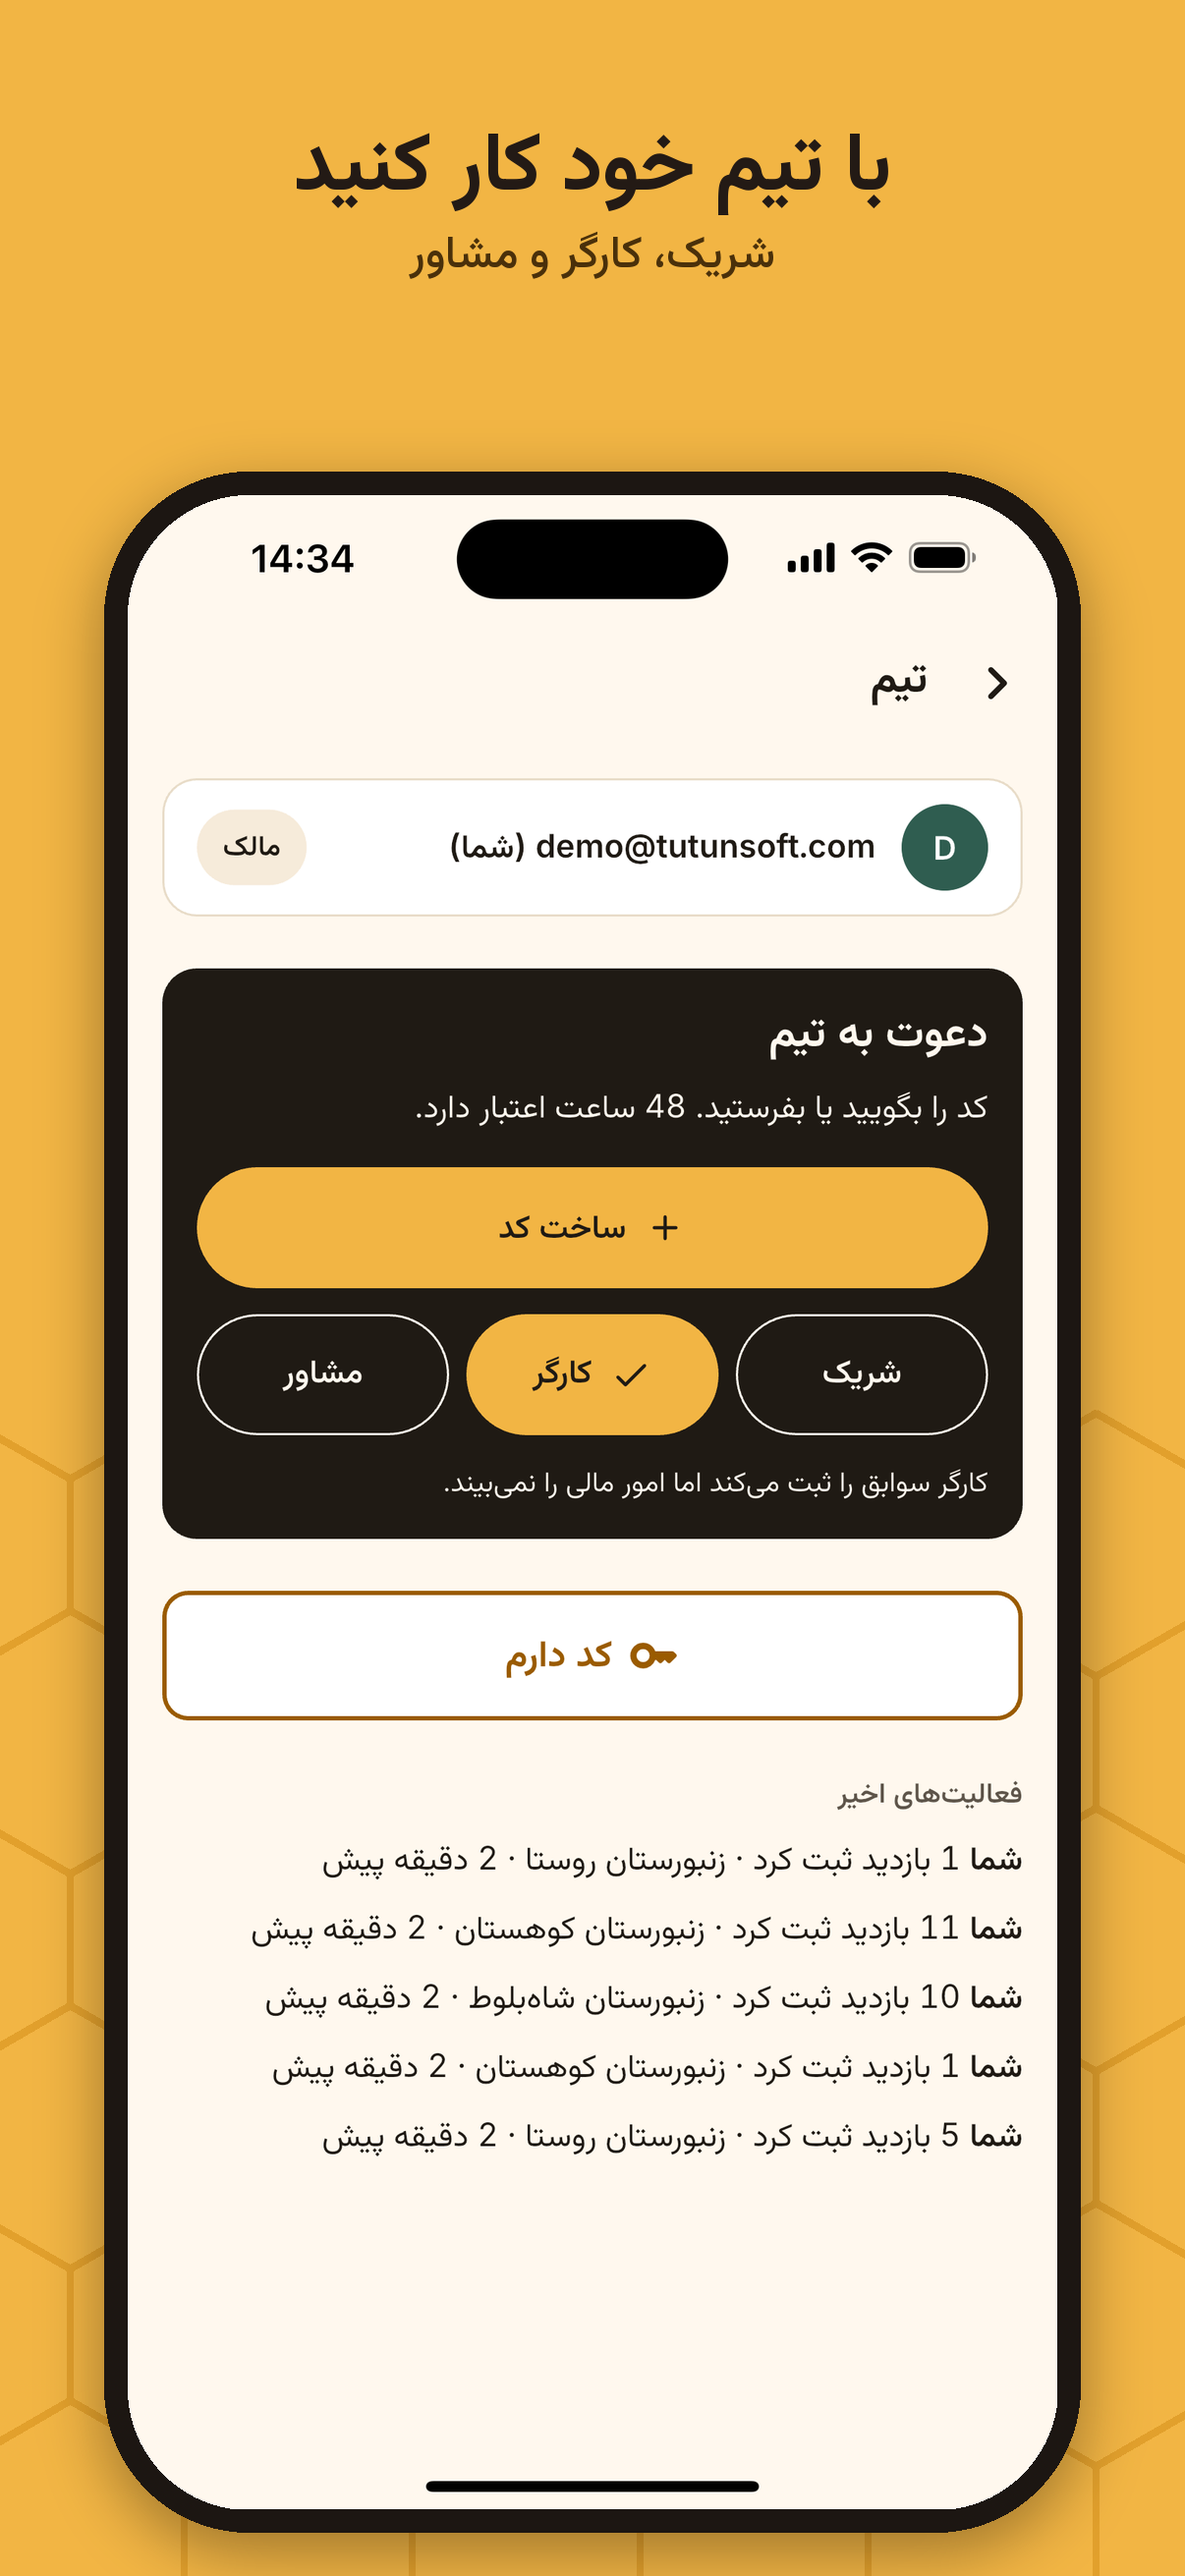 با تیم خود کار کنید
شریک، کارگر و مشاور
14:34
تیم
D
demo@tutunsoft.com (شما)
مالک
دعوت به تیم
کد را بگویید یا بفرستید. 48 ساعت اعتبار دارد.
+ ساخت کد
شریک
کارگر
مشاور
کارگر سوابق را ثبت می‌کند اما امور مالی را نمی‌بیند.
کد دارم
فعالیت‌های اخیر
شما 1 بازدید ثبت کرد · زنبورستان روستا · 2 دقیقه پیش
شما 11 بازدید ثبت کرد · زنبورستان کوهستان · 2 دقیقه پیش
شما 10 بازدید ثبت کرد · زنبورستان شاه‌بلوط · 2 دقیقه پیش
شما 1 بازدید ثبت کرد · زنبورستان کوهستان · 2 دقیقه پیش
شما 5 بازدید ثبت کرد · زنبورستان روستا · 2 دقیقه پیش